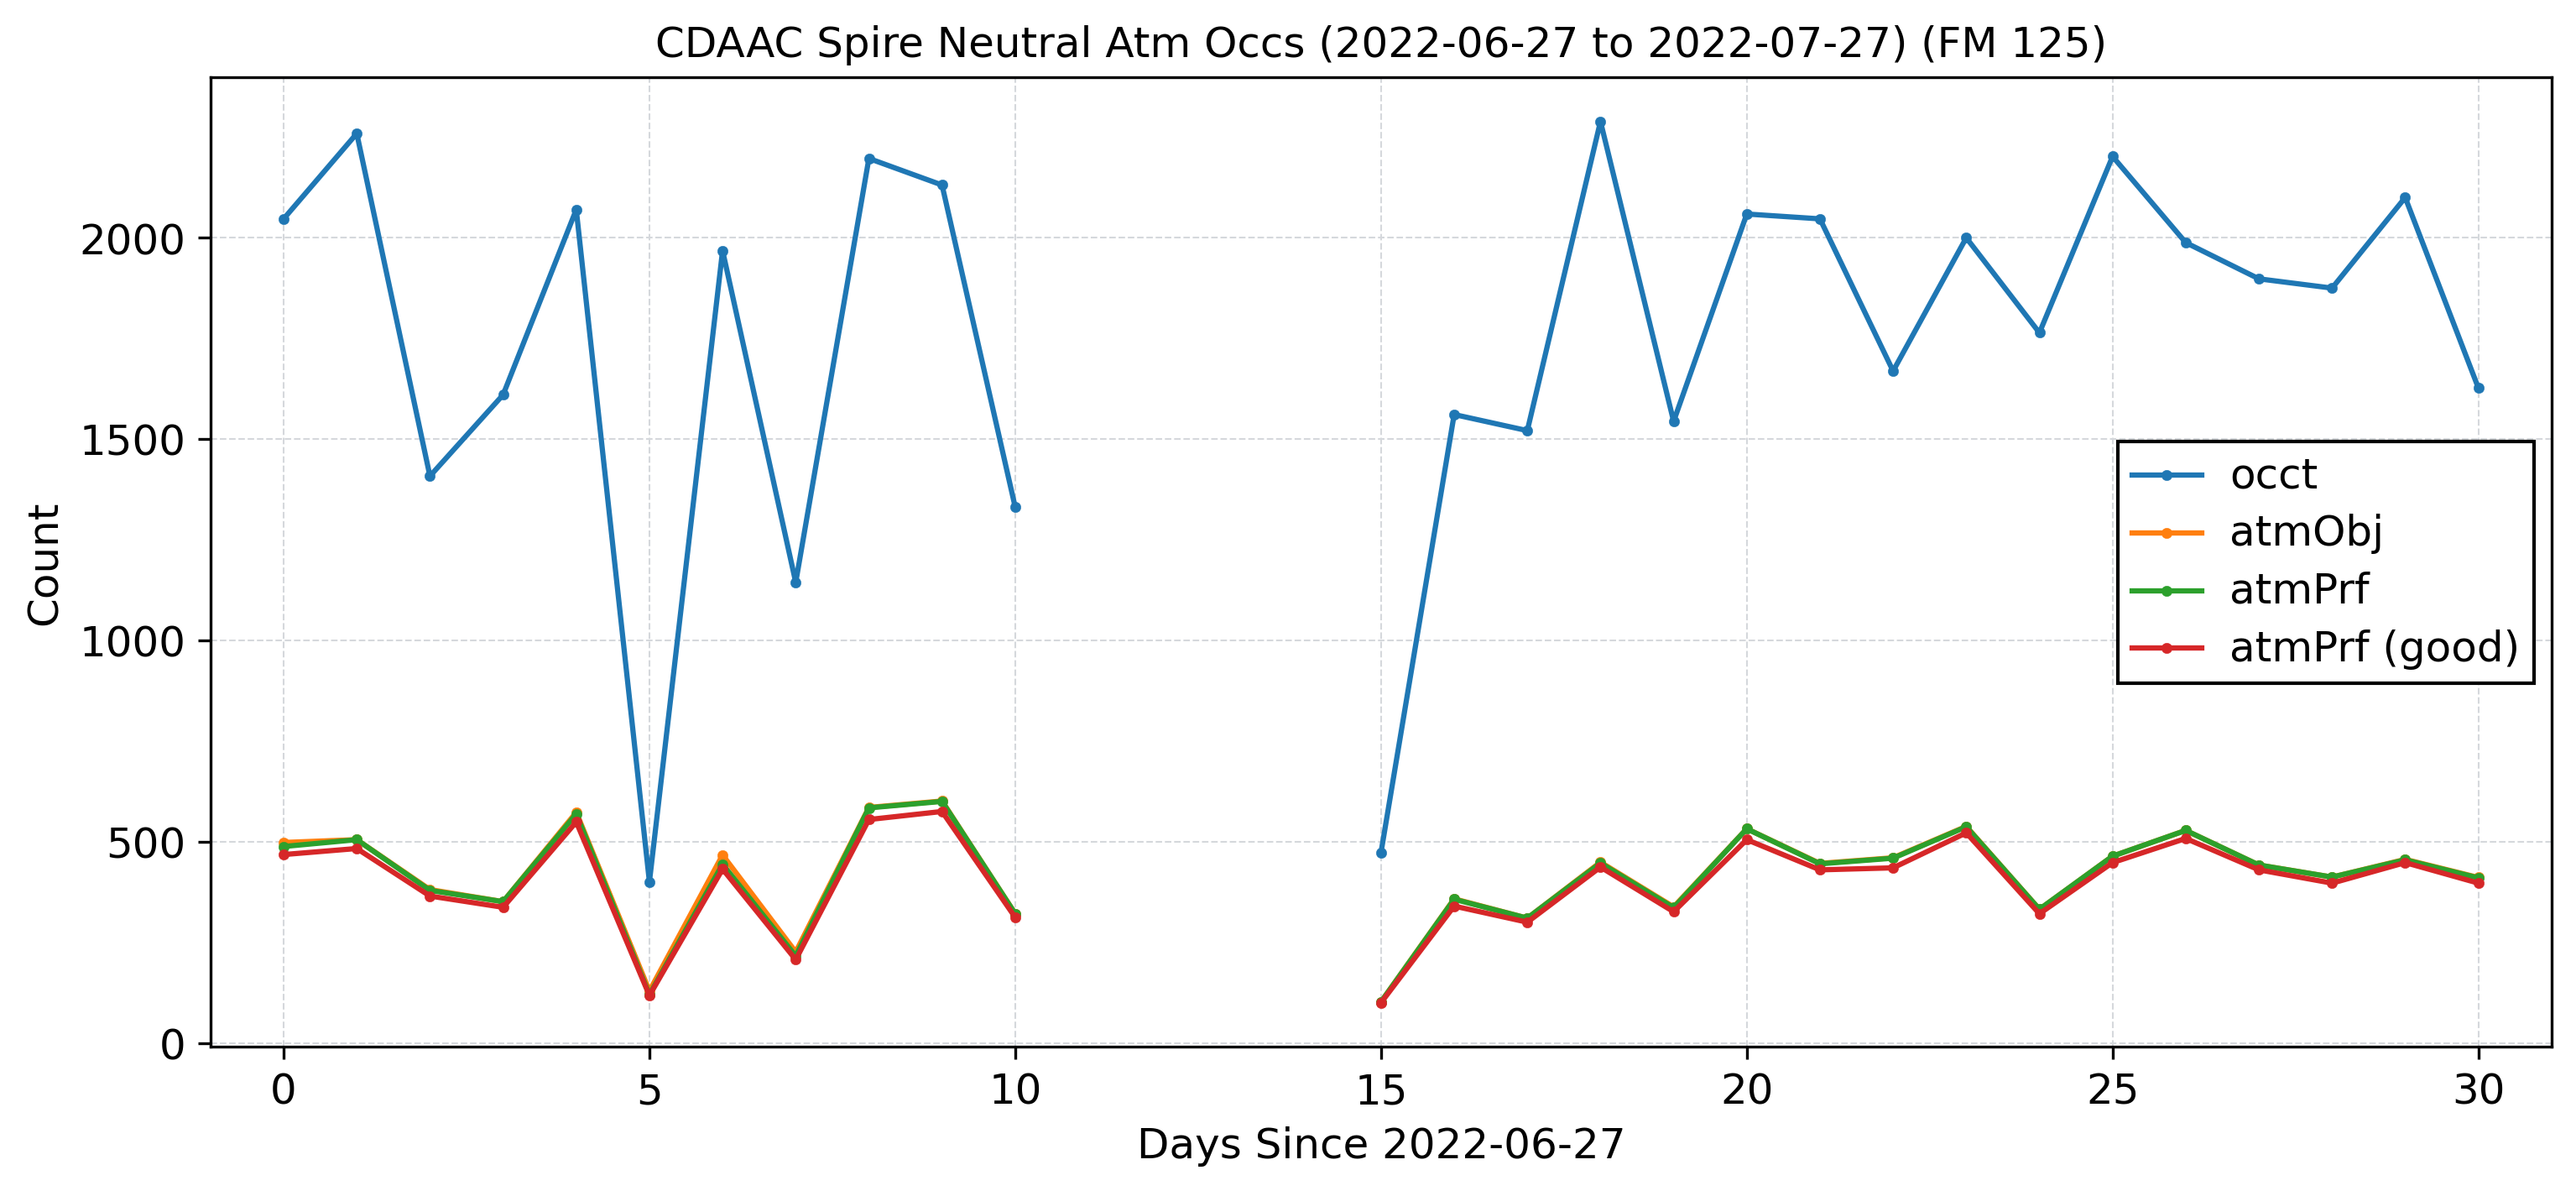 CDAAC Spire Neutral Atm Occs (2022-06-27 to 2022-07-27) (FM 125)
Count
2000
1500
1000
500
0
occt
atmObj
atmPrf
atmPrf (good)
0 5 10 15 20 25 30
Days Since 2022-06-27